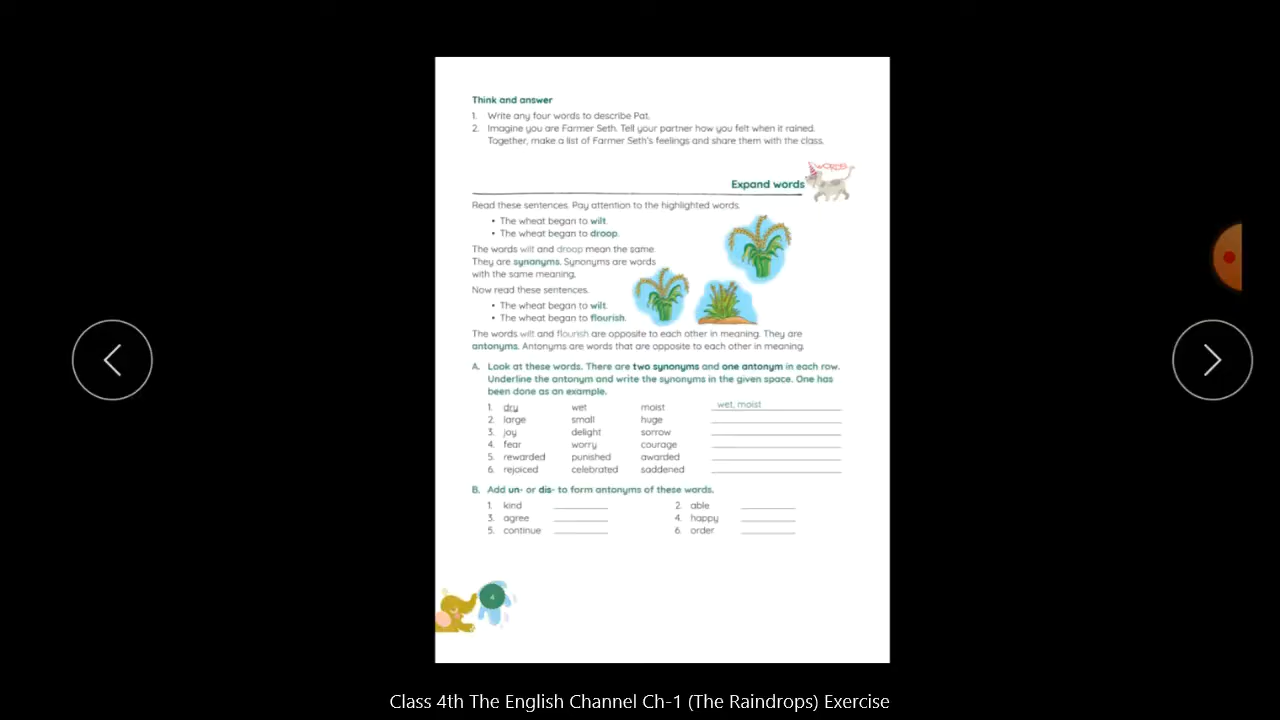 Think and answer
1. Write any four words to describe Pat.
2. Imagine you are Farmer Seth. Tell your partner how you felt when it rained.
Together, make a list of Farmer Seth's feelings and share them with the class.
WORDS
Expand words
Read these sentences. Pay attention to the highlighted words.
• The wheat began to wilt.
• The wheat began to droop.
The words wilt and droop mean the same.
They are synonyms. Synonyms are words
with the same meaning.
Now read these sentences.
• The wheat began to wilt.
• The wheat began to flourish.
The words wilt and flourish are opposite to each other in meaning. They are
antonyms. Antonyms are words that are opposite to each other in meaning.
A. Look at these words. There are two synonyms and one antonym in each row.
Underline the antonym and write the synonyms in the given space. One has
been done as an example.
1. dry wet moist wet, moist
2. large small huge
3. joy delight sorrow
4. fear worry courage
5. rewarded punished awarded
6. rejoiced celebrated saddened
B. Add un- or dis- to form antonyms of these words.
1. kind 2. able
3. agree 4. happy
5. continue 6. order
4
Class 4th The English Channel Ch-1 (The Raindrops) Exercise